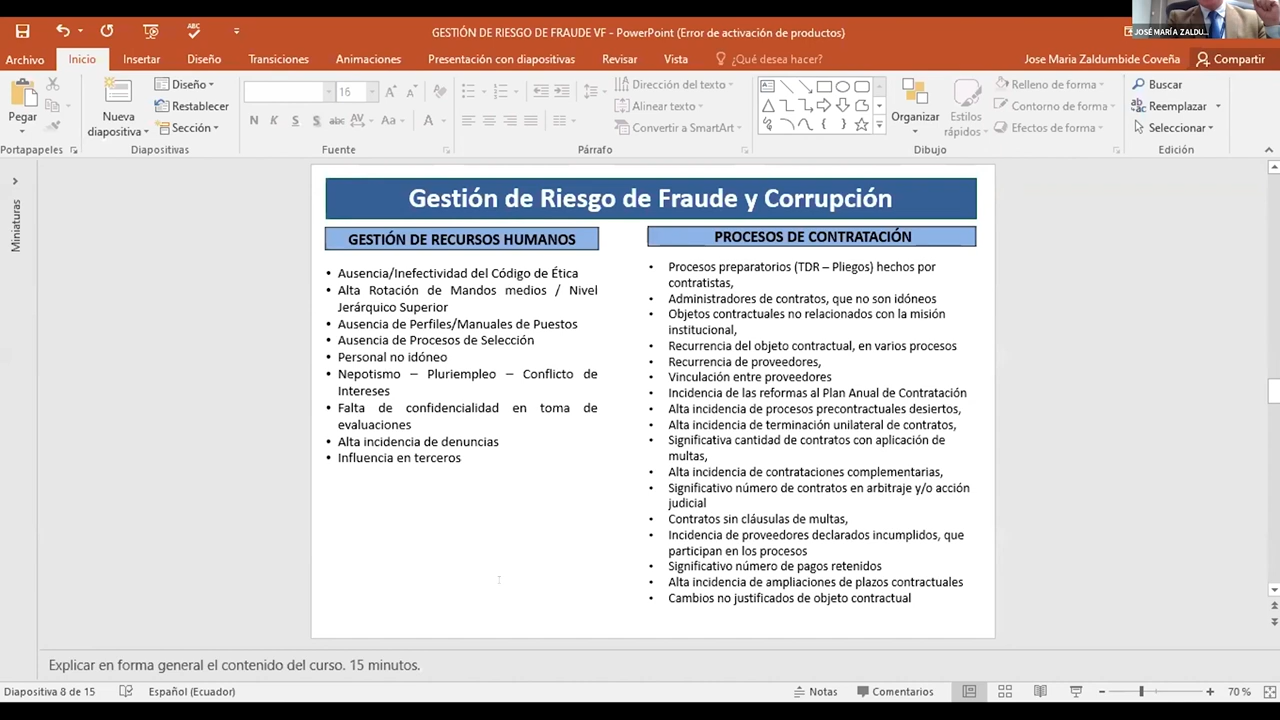 ABC
GESTIÓN DE RIESGO DE FRAUDE VF - PowerPoint (Error de activación de productos)
JOSÉ MARÍA ZALDU...
Archivo
Inicio
Insertar
Diseño
Transiciones
Animaciones
Presentación con diapositivas
Revisar
Vista
¿Qué desea hacer?
Jose Maria Zaldumbide Coveña
Compartir
Pegar
Nueva
diapositiva
Diseño
Restablecer
Sección
16
N K S S abc AV Aa A
Dirección del texto
Alinear texto
Convertir a SmartArt
Organizar
Estilos
rápidos
Relleno de forma
Contorno de forma
Efectos de forma
Buscar
Reemplazar
Seleccionar
Portapapeles
Diapositivas
Fuente
Párrafo
Dibujo
Edición
Miniaturas
Gestión de Riesgo de Fraude y Corrupción
GESTIÓN DE RECURSOS HUMANOS
• Ausencia/Inefectividad del Código de Ética
• Alta Rotación de Mandos medios / Nivel
Jerárquico Superior
• Ausencia de Perfiles/Manuales de Puestos
• Ausencia de Procesos de Selección
• Personal no idóneo
• Nepotismo – Pluriempleo – Conflicto de
Intereses
• Falta de confidencialidad en toma de
evaluaciones
• Alta incidencia de denuncias
• Influencia en terceros
PROCESOS DE CONTRATACIÓN
• Procesos preparatorios (TDR – Pliegos) hechos por
contratistas,
• Administradores de contratos, que no son idóneos
• Objetos contractuales no relacionados con la misión
institucional,
• Recurrencia del objeto contractual, en varios procesos
• Recurrencia de proveedores,
• Vinculación entre proveedores
• Incidencia de las reformas al Plan Anual de Contratación
• Alta incidencia de procesos precontractuales desiertos,
• Alta incidencia de terminación unilateral de contratos,
• Significativa cantidad de contratos con aplicación de
multas,
• Alta incidencia de contrataciones complementarias,
• Significativo número de contratos en arbitraje y/o acción
judicial
• Contratos sin cláusulas de multas,
• Incidencia de proveedores declarados incumplidos, que
participan en los procesos
• Significativo número de pagos retenidos
• Alta incidencia de ampliaciones de plazos contractuales
• Cambios no justificados de objeto contractual
Explicar en forma general el contenido del curso. 15 minutos.
Diapositiva 8 de 15
Español (Ecuador)
Notas
Comentarios
70 %